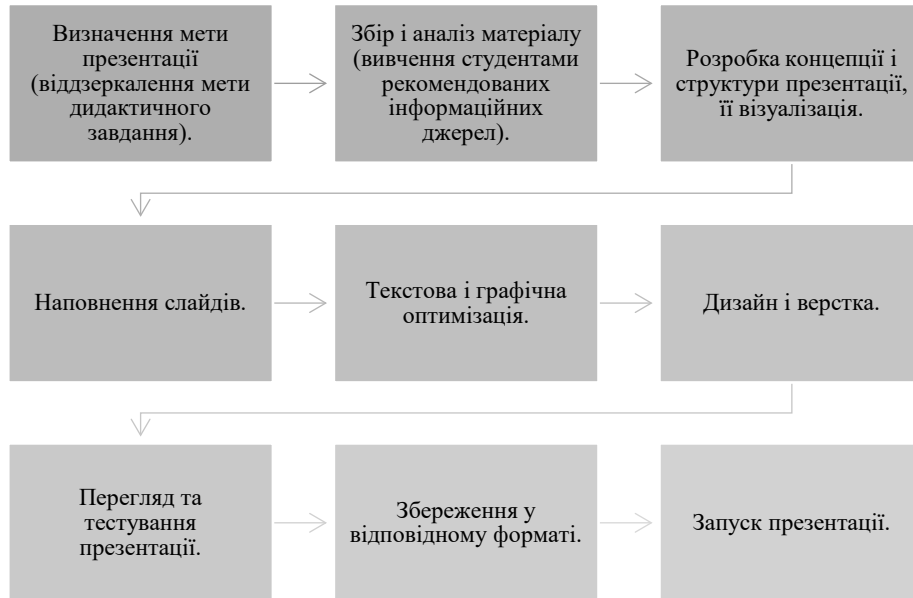 Визначення мети
презентації
(віддзеркалення мети
дидактичного
завдання).
Збір і аналіз матеріалу
(вивчення студентами
рекомендованих
інформаційних
джерел).
Розробка концепції і
структури презентації,
її візуалізація.
Наповнення слайдів.
Текстова і графічна
оптимізація.
Дизайн і верстка.
Перегляд та
тестування
презентації.
Збереження у
відповідному форматі.
Запуск презентації.